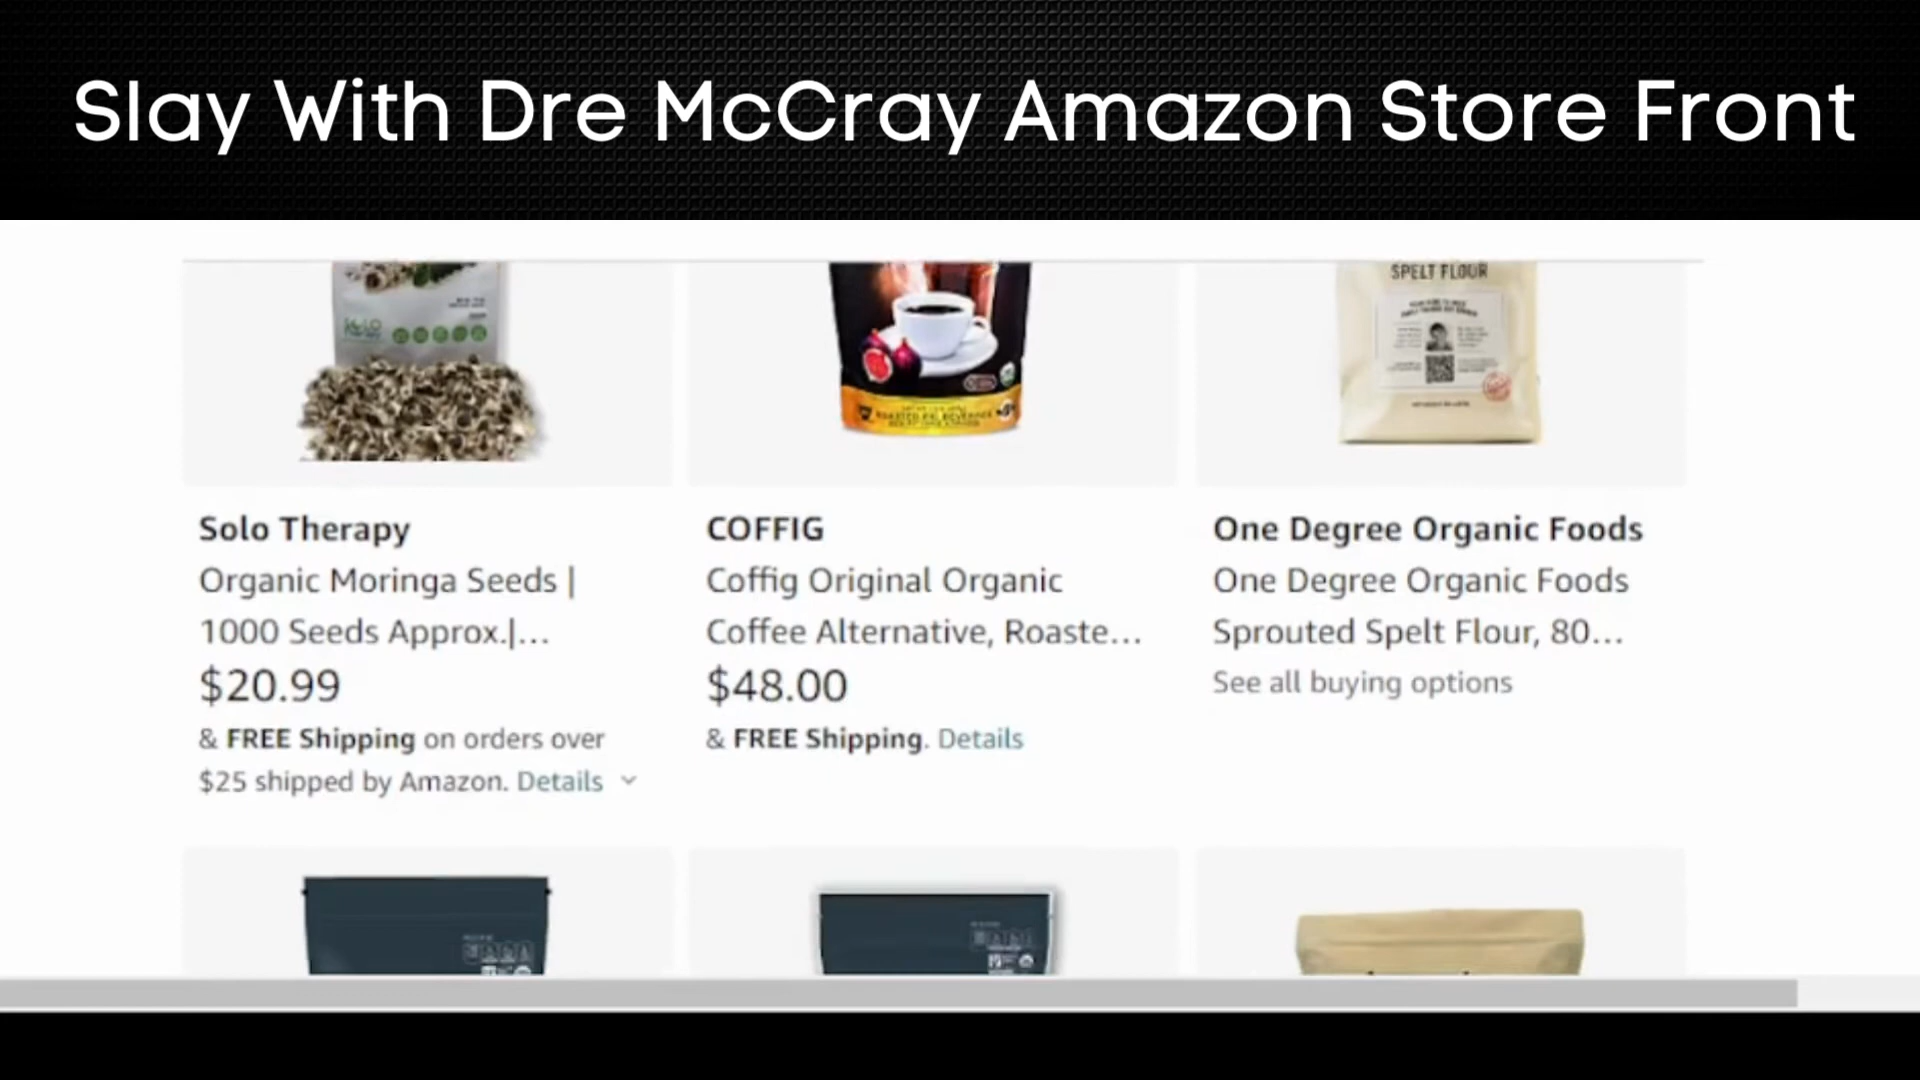 Slay With Dre McCray Amazon Store Front
SPELT FLOUR
Solo Therapy
Organic Moringa Seeds |
1000 Seeds Approx.|...
$20.99
& FREE Shipping on orders over
$25 shipped by Amazon. Details
COFFIG
Coffig Original Organic
Coffee Alternative, Roaste...
$48.00
& FREE Shipping. Details
One Degree Organic Foods
One Degree Organic Foods
Sprouted Spelt Flour, 80...
See all buying options